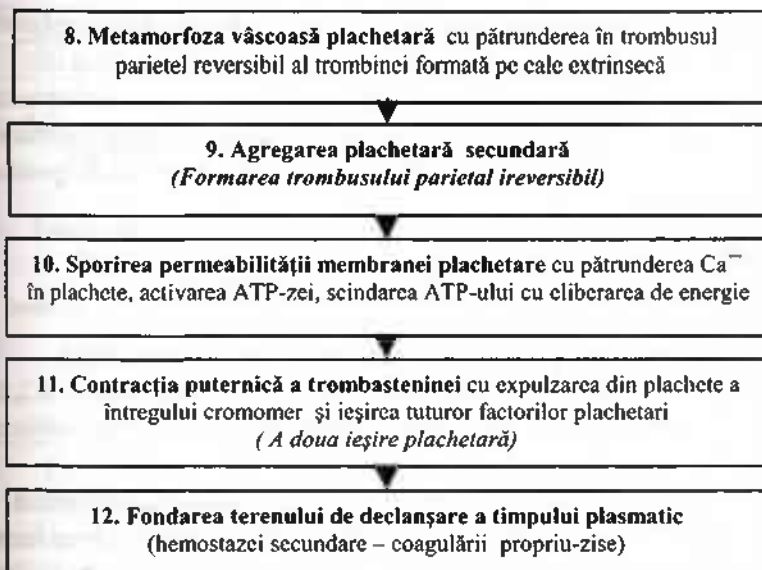 8. Metamorfoza vâscoasă plachetară cu pătrunderea în trombusul
parietel reversibil al trombinei formată pe cale extrinsecă
9. Agregarea plachetară secundară
(Formarea trombusului parietal ireversibil)
10. Sporirea permeabilității membranei plachetare cu pătrunderea Ca⁻⁻
în plachete, activarea ATP-zei, scindarea ATP-ului cu eliberarea de energie
11. Contracția puternică a trombasteninei cu expulzarea din plachete a
întregului cromomer și ieșirea tuturor factorilor plachetari
( A doua ieșire plachetară)
12. Fondarea terenului de declanșare a timpului plasmatic
(hemostazei secundare – coagulării propriu-zise)